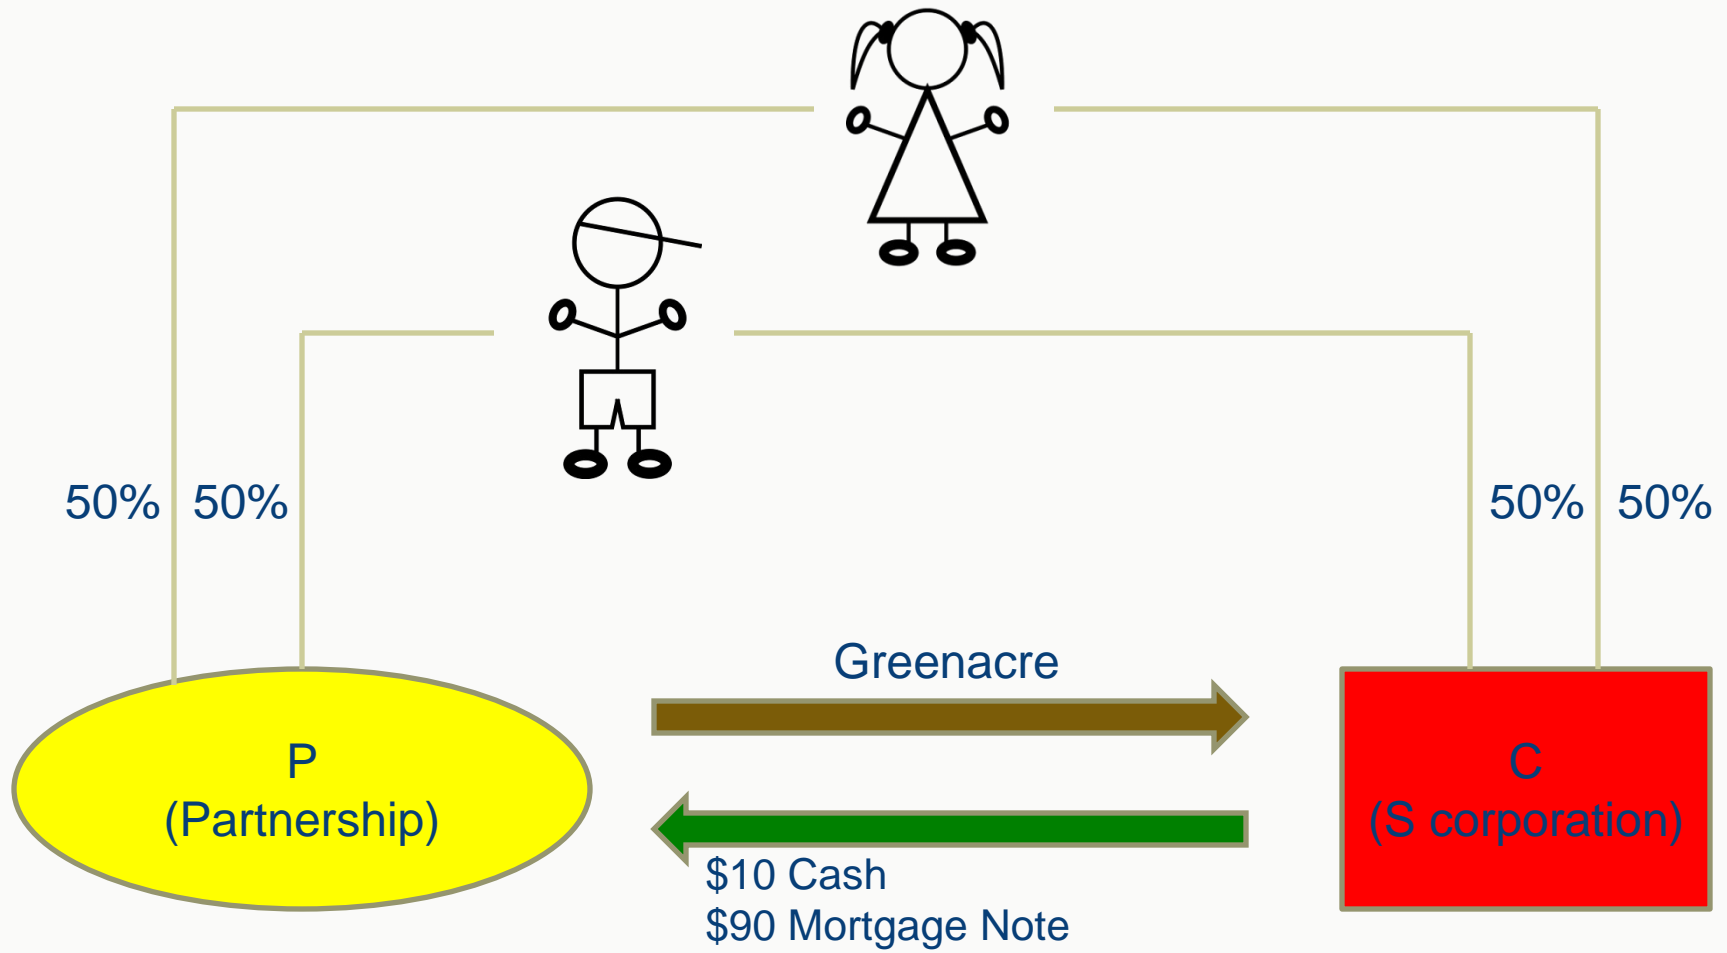 50%
50%
50%
50%
Greenacre
P
(Partnership)
C
(S corporation)
$10 Cash
$90 Mortgage Note